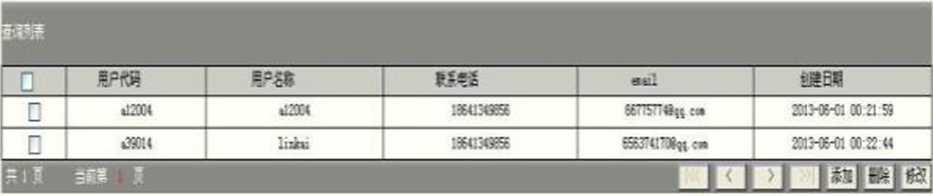 查询列表
用户代码 用户名称 联系电话 email 创建日期
a12004 a12004 18641349856 66775774@qq.com 2013-06-01 00:21:59
a39014 linkai 18641349856 656374170@qq.com 2013-06-01 00:22:44
共 1 页 当前第 1 页 |<< < > >>| 添加 删除 修改